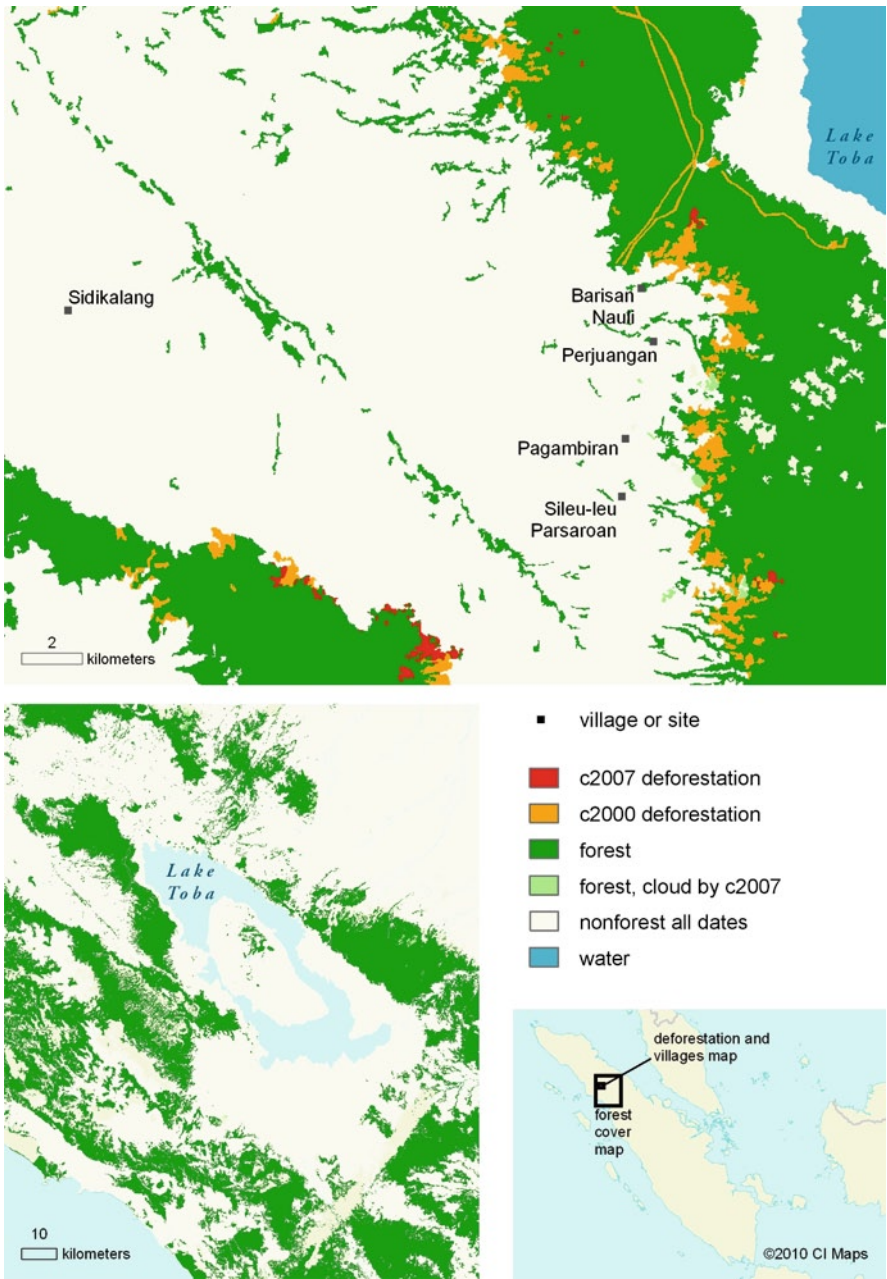 Lake
Toba
Sidikalang
Barisan
Nauli
Perjuangan
Pagambiran
Sileu-leu
Parsaroan
2
kilometers
Lake
Toba
10
kilometers
village or site
c2007 deforestation
c2000 deforestation
forest
forest, cloud by c2007
nonforest all dates
water
deforestation and
villages map
forest
cover
map
©2010 CI Maps